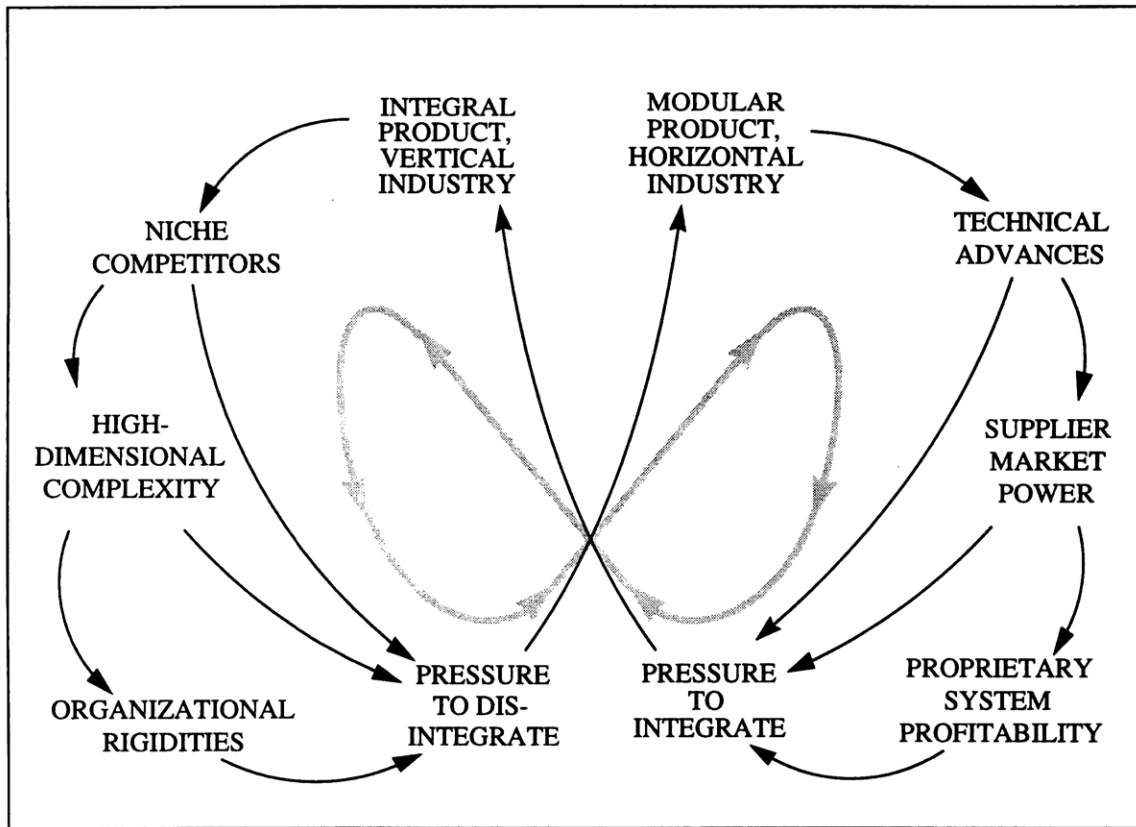 INTEGRAL
PRODUCT,
VERTICAL
INDUSTRY
MODULAR
PRODUCT,
HORIZONTAL
INDUSTRY
NICHE
COMPETITORS
TECHNICAL
ADVANCES
HIGH-
DIMENSIONAL
COMPLEXITY
SUPPLIER
MARKET
POWER
ORGANIZATIONAL
RIGIDITIES
PRESSURE
TO DIS-
INTEGRATE
PRESSURE
TO
INTEGRATE
PROPRIETARY
SYSTEM
PROFITABILITY